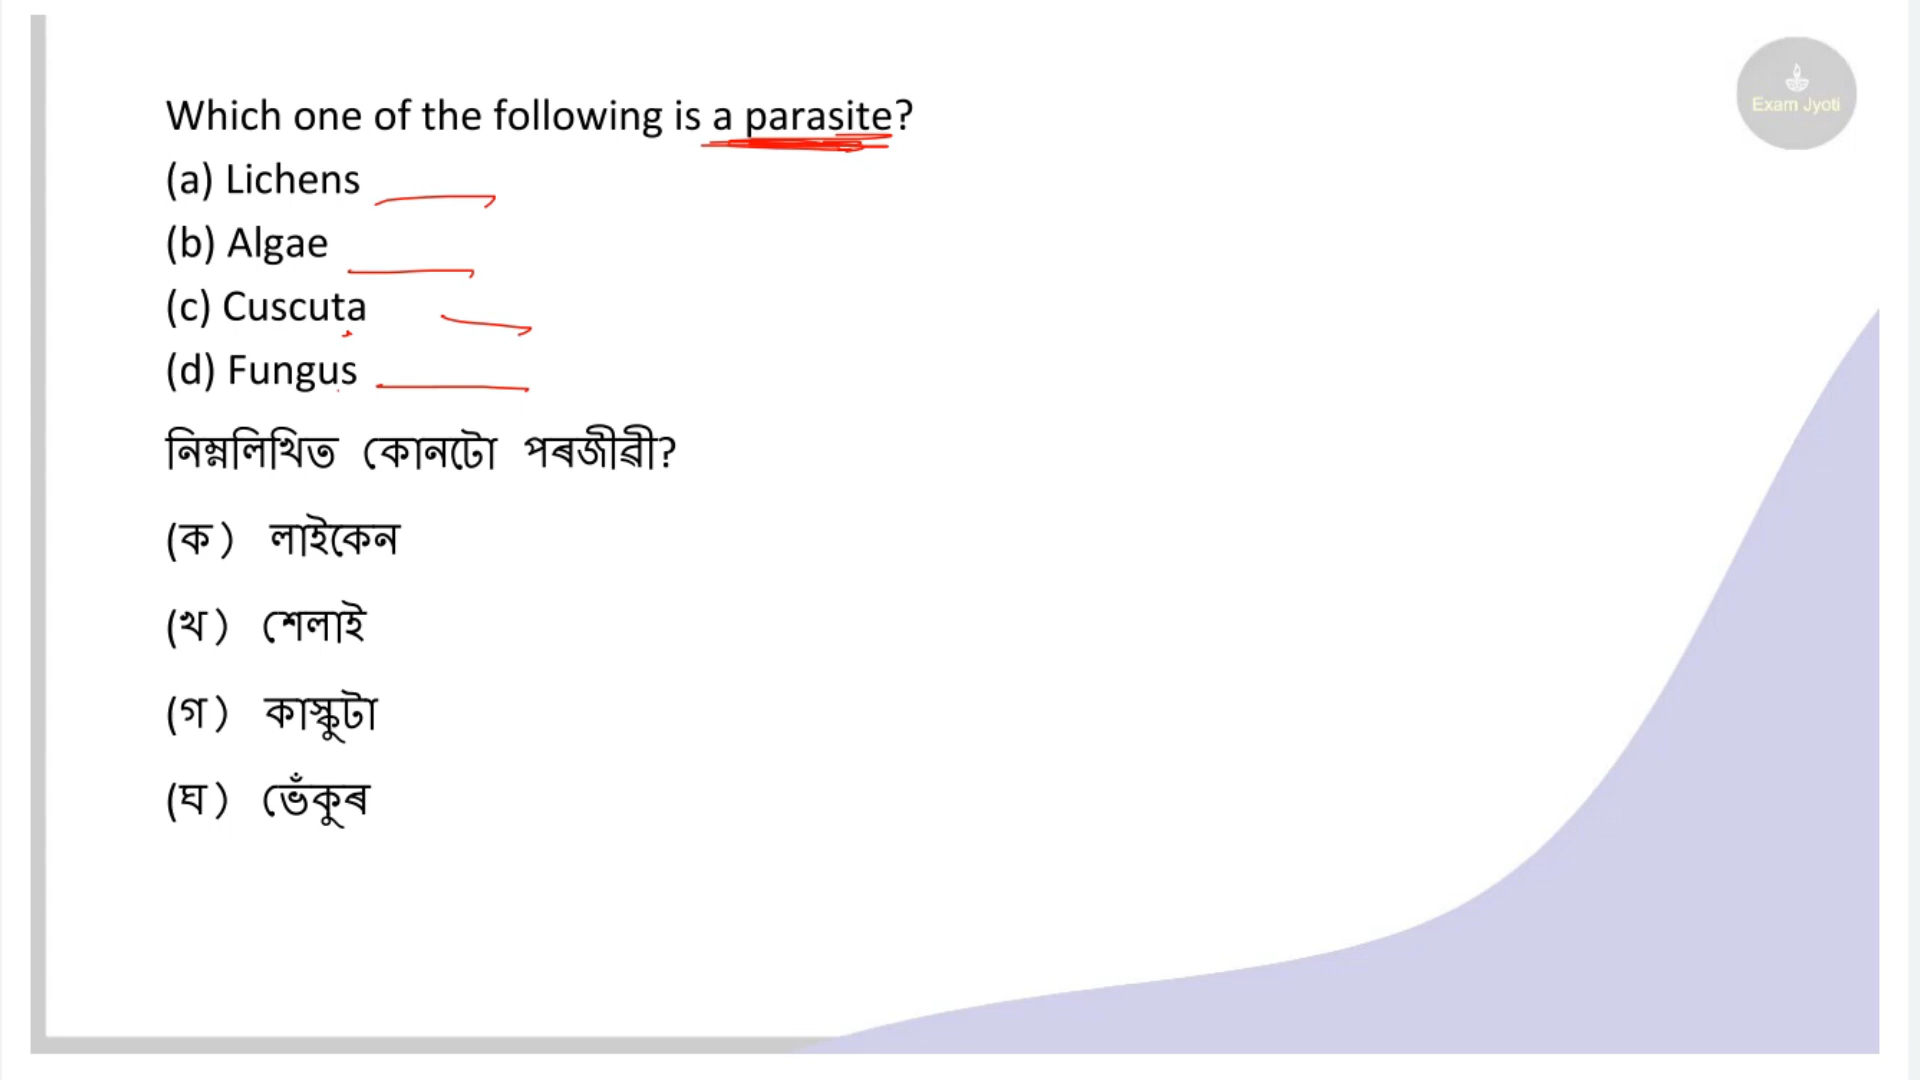 Exam Jyoti
Which one of the following is a parasite?
(a) Lichens
(b) Algae
(c) Cuscuta
(d) Fungus
নিম্নলিখিত কোনটো পৰজীৱী?
(ক) লাইকেন
(খ) শেলাই
(গ) কাস্কুটা
(ঘ) ভেঁকুৰ